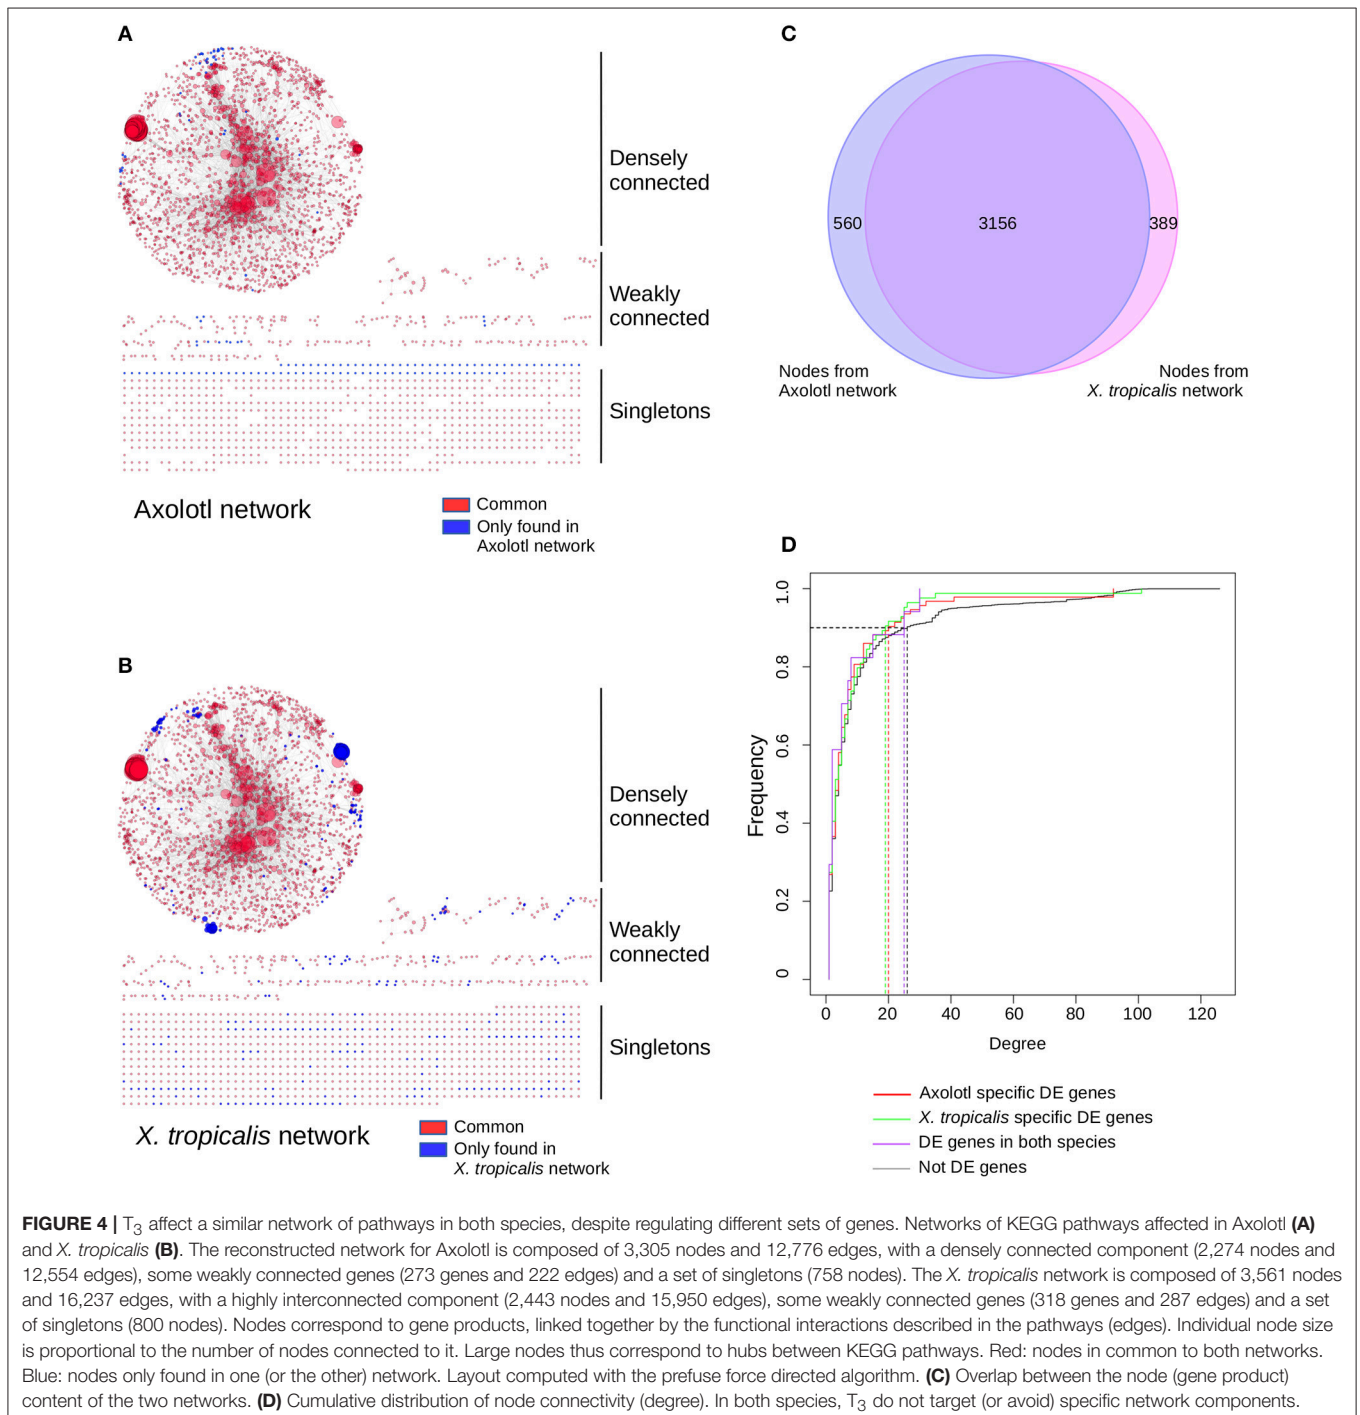 A
Densely
connected
Weakly
connected
Singletons
Axolotl network
Common
Only found in
Axolotl network
B
Densely
connected
Weakly
connected
Singletons
X. tropicalis network
Common
Only found in
X. tropicalis network
C
560
3156
389
Nodes from
Axolotl network
Nodes from
X. tropicalis network
D
Frequency
1.0
0.8
0.6
0.4
0.2
0
0 20 40 60 80 100 120
Degree
Axolotl specific DE genes
X. tropicalis specific DE genes
DE genes in both species
Not DE genes
FIGURE 4 | T3 affect a similar network of pathways in both species, despite regulating different sets of genes. Networks of KEGG pathways affected in Axolotl (A)
and X. tropicalis (B). The reconstructed network for Axolotl is composed of 3,305 nodes and 12,776 edges, with a densely connected component (2,274 nodes and
12,554 edges), some weakly connected genes (273 genes and 222 edges) and a set of singletons (758 nodes). The X. tropicalis network is composed of 3,561 nodes
and 16,237 edges, with a highly interconnected component (2,443 nodes and 15,950 edges), some weakly connected genes (318 genes and 287 edges) and a set
of singletons (800 nodes). Nodes correspond to gene products, linked together by the functional interactions described in the pathways (edges). Individual node size
is proportional to the number of nodes connected to it. Large nodes thus correspond to hubs between KEGG pathways. Red: nodes in common to both networks.
Blue: nodes only found in one (or the other) network. Layout computed with the prefuse force directed algorithm. (C) Overlap between the node (gene product)
content of the two networks. (D) Cumulative distribution of node connectivity (degree). In both species, T3 do not target (or avoid) specific network components.